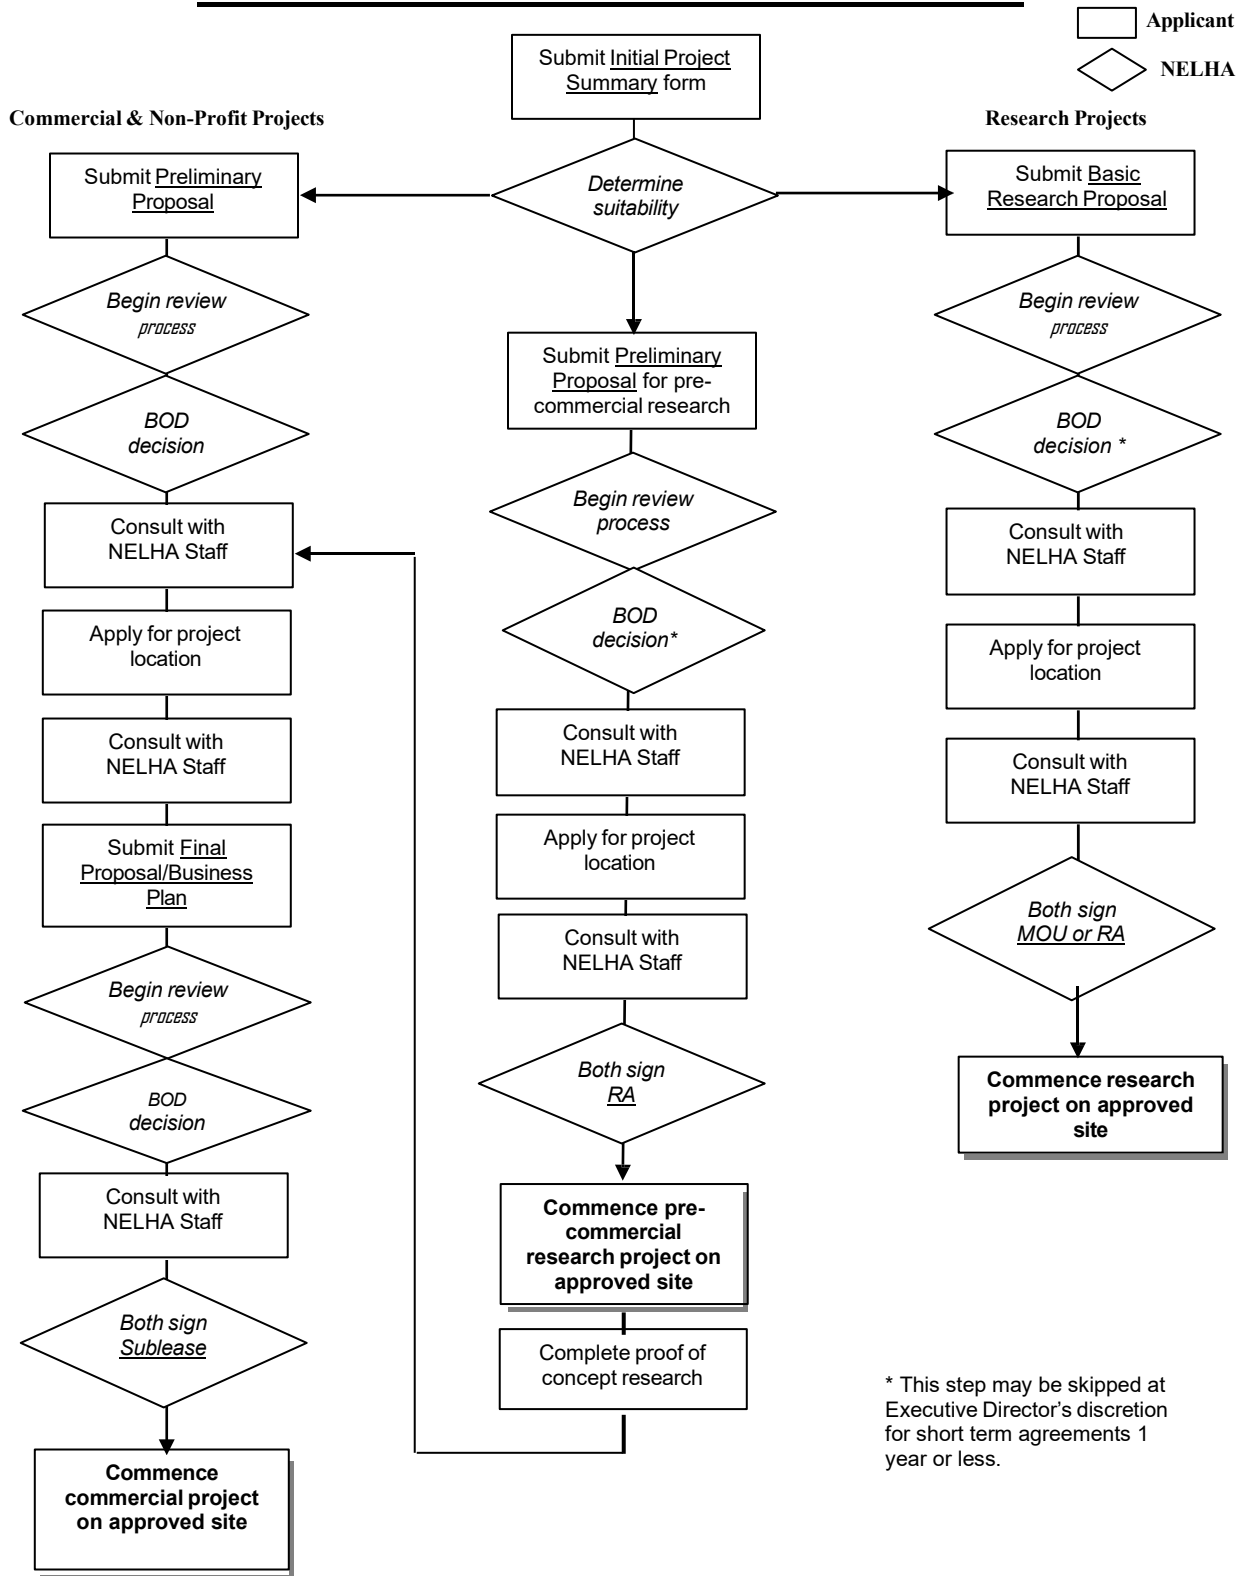 Applicant
NELHA
Submit Initial Project
Summary form
Commercial & Non-Profit Projects
Research Projects
Determine
suitability
Submit Preliminary
Proposal
Begin review
process
BOD
decision
Consult with
NELHA Staff
Apply for project
location
Consult with
NELHA Staff
Submit Final
Proposal/Business
Plan
Begin review
process
BOD
decision
Consult with
NELHA Staff
Both sign
Sublease
Commence
commercial project
on approved site
Submit Preliminary
Proposal for pre-
commercial research
Begin review
process
BOD
decision*
Consult with
NELHA Staff
Apply for project
location
Consult with
NELHA Staff
Both sign
RA
Commence pre-
commercial
research project on
approved site
Complete proof of
concept research
Submit Basic
Research Proposal
Begin review
process
BOD
decision *
Consult with
NELHA Staff
Apply for project
location
Consult with
NELHA Staff
Both sign
MOU or RA
Commence research
project on approved
site
* This step may be skipped at
Executive Director’s discretion
for short term agreements 1
year or less.